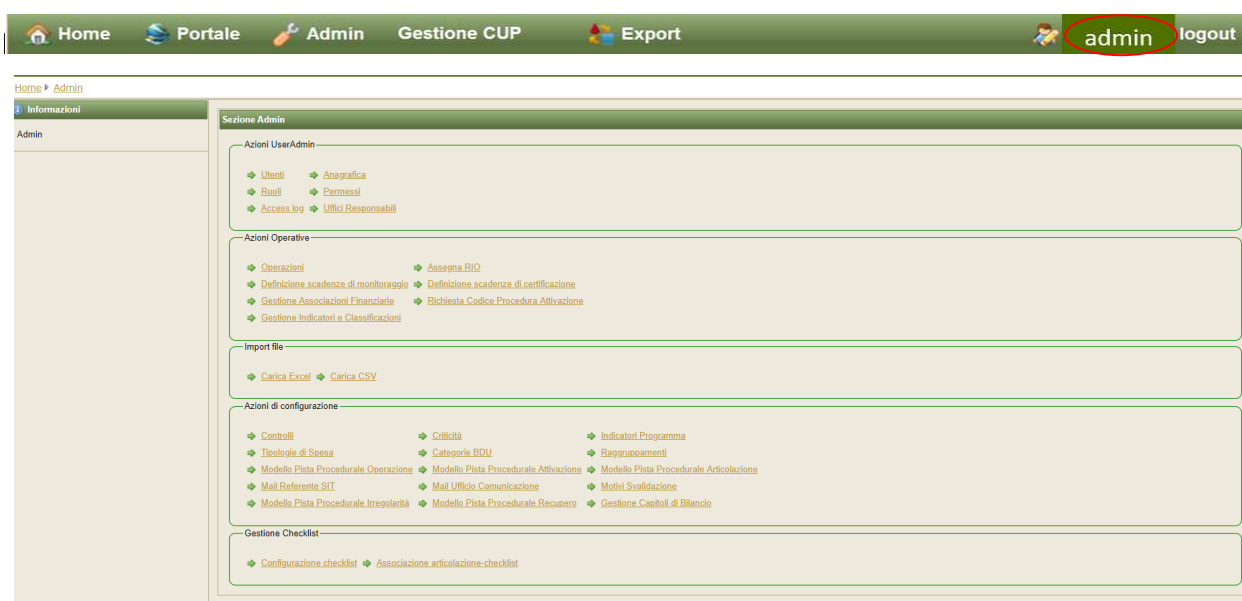 Home Portale Admin Gestione CUP Export admin logout
Home Admin
Informazioni
Admin
Sezione Admin
Azioni UserAdmin
Utenti Anagrafica
Ruoli Permessi
Access log Uffici Responsabili
Azioni Operative
Operazioni Assegna RIO
Definizione scadenze di monitoraggio Definizione scadenze di certificazione
Gestione Associazioni Finanziarie Richiesta Codice Procedura Attivazione
Gestione Indicatori e Classificazioni
Import file
Carica Excel Carica CSV
Azioni di configurazione
Controlli Criticità Indicatori Programma
Tipologie di Spesa Categorie BDU Raggruppamenti
Modello Pista Procedurale Operazione Modello Pista Procedurale Attivazione Modello Pista Procedurale Articolazione
Mail Referente SIT Mail Ufficio Comunicazione Motivi Svalidazione
Modello Pista Procedurale Irregolarità Modello Pista Procedurale Recupero Gestione Capitoli di Bilancio
Gestione Checklist
Configurazione checklist Associazione articolazione-checklist